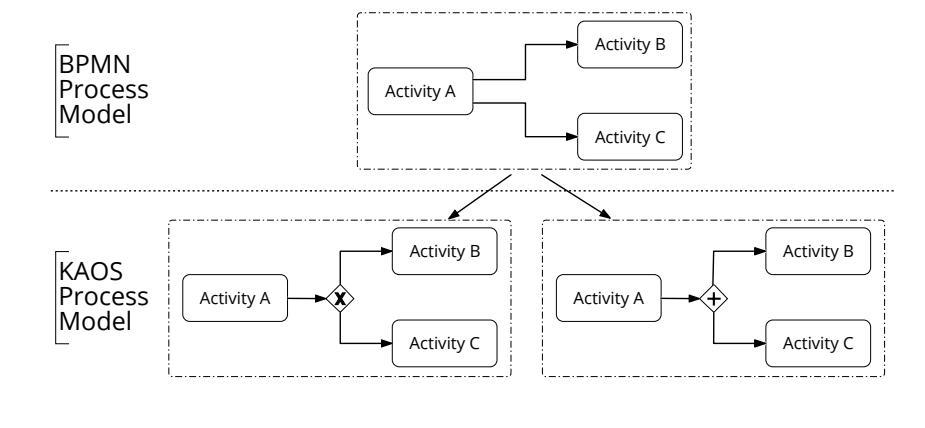 BPMN
Process
Model
Activity A
Activity B
Activity C
KAOS
Process
Model
Activity A
X
Activity B
Activity C
Activity A
+
Activity B
Activity C